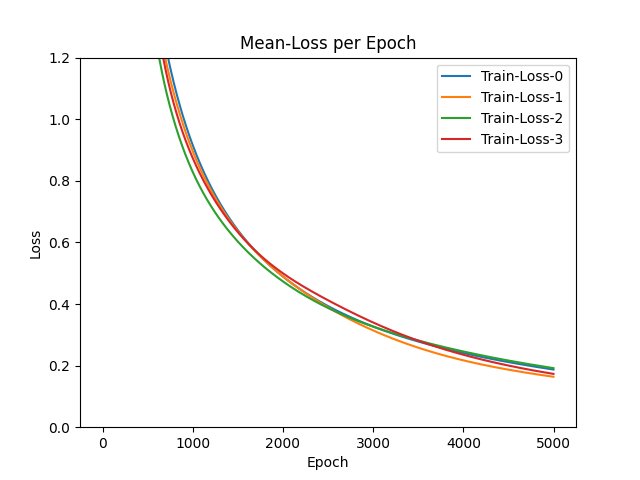 Mean-Loss per Epoch
Train-Loss-0
Train-Loss-1
Train-Loss-2
Train-Loss-3
Loss
1.2
1.0
0.8
0.6
0.4
0.2
0.0
0 1000 2000 3000 4000 5000
Epoch